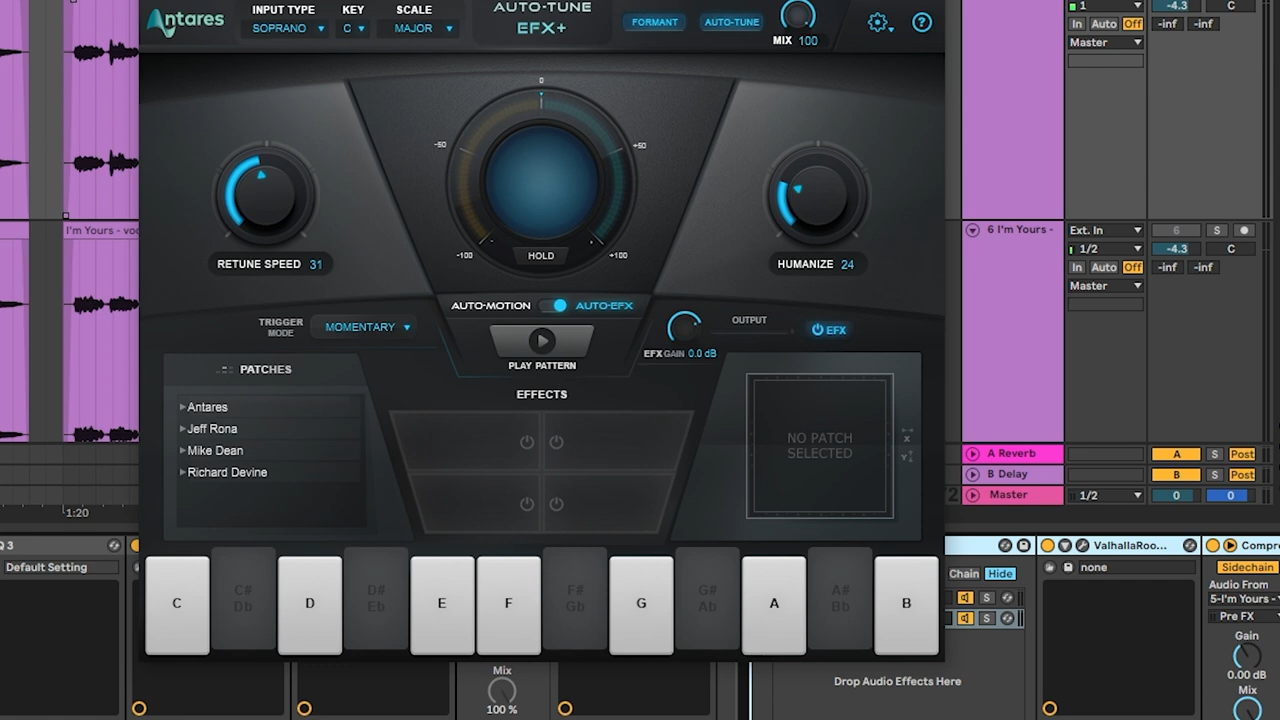 Antares
INPUT TYPE
SOPRANO
KEY
C
SCALE
MAJOR
AUTO-TUNE
EFX+
FORMANT
AUTO-TUNE
MIX 100
?
0
-50
+50
-100
+100
HOLD
RETUNE SPEED 31
HUMANIZE 24
AUTO-MOTION
AUTO-EFX
TRIGGER
MODE
MOMENTARY
PLAY PATTERN
EFX GAIN 0.0 dB
OUTPUT
EFX
PATCHES
Antares
Jeff Rona
Mike Dean
Richard Devine
EFFECTS
NO PATCH
SELECTED
X
Y
C
C#
Db
D
D#
Eb
E
F
F#
Gb
G
G#
Ab
A
A#
Bb
B
I'm Yours - voc
1:20
1
-4.3
C
In Auto Off -inf -inf
Master
6 I'm Yours -
Ext. In
6
S
1/2
-4.3
C
In Auto Off -inf -inf
Master
A Reverb
A
S
Post
B Delay
B
S
Post
/2
Master
1/2
0
0
Q 3
Default Setting
Mix
100 %
Chain Hide
S
S
Drop Audio Effects Here
ValhallaRoo...
none
Compre
Sidechain
Audio From
5-I'm Yours -
Pre FX
Gain
0.00 dB
Mix